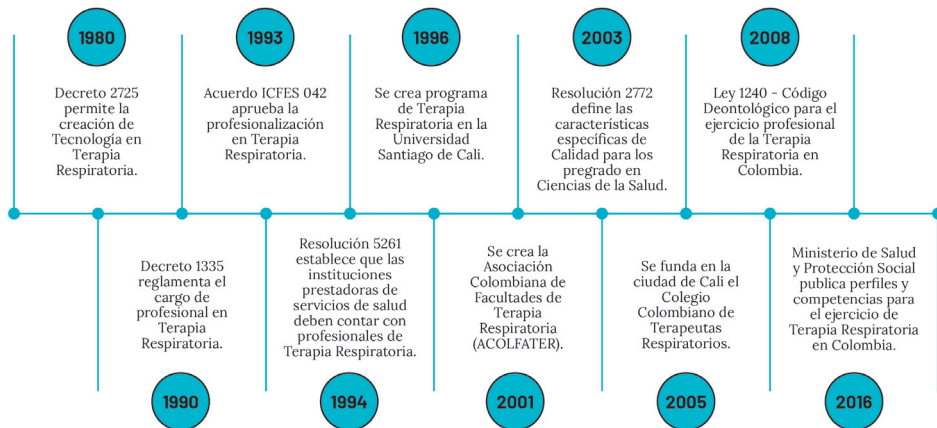 1980
Decreto 2725
permite la
creación de
Tecnología en
Terapia
Respiratoria.
1990
Decreto 1335
reglamenta el
cargo de
profesional en
Terapia
Respiratoria.
1993
Acuerdo ICFES 042
aprueba la
profesionalización
en Terapia
Respiratoria.
1994
Resolución 5261
establece que las
instituciones
prestadoras
de servicios de salud
deben contar con
profesionales de
Terapia Respiratoria.
1996
Se crea programa
de Terapia
Respiratoria en la
Universidad
Santiago de Cali.
2001
Se crea la
Asociación
Colombiana de
Facultades de
Terapia
Respiratoria
(ACOLFATER).
2003
Resolución 2772
define las
características
específicas de
Calidad para los
pregrado en
Ciencias de la Salud.
2005
Se funda en la
ciudad de Cali el
Colegio
Colombiano de
Terapeutas
Respiratorios.
2008
Ley 1240 - Código
Deontológico para el
ejercicio profesional
de la Terapia
Respiratoria en
Colombia.
2016
Ministerio de Salud
y Protección Social
publica perfiles y
competencias para
el ejercicio de
Terapia Respiratoria
en Colombia.